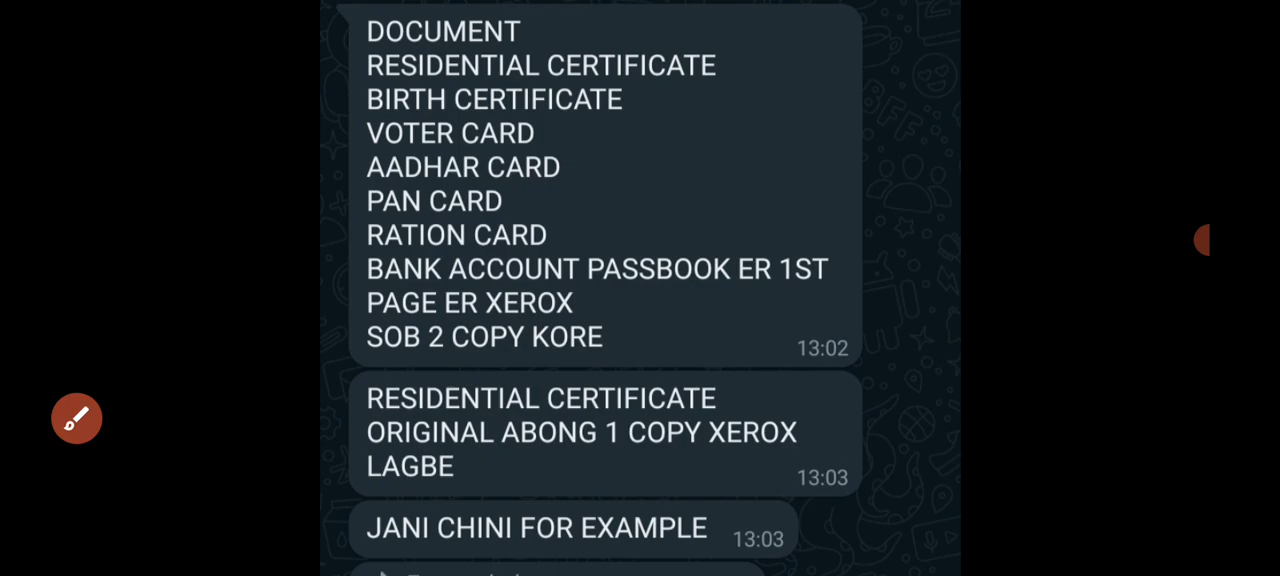 DOCUMENT
RESIDENTIAL CERTIFICATE
BIRTH CERTIFICATE
VOTER CARD
AADHAR CARD
PAN CARD
RATION CARD
BANK ACCOUNT PASSBOOK ER 1ST
PAGE ER XEROX
SOB 2 COPY KORE
13:02
RESIDENTIAL CERTIFICATE
ORIGINAL ABONG 1 COPY XEROX
LAGBE
13:03
JANI CHINI FOR EXAMPLE 13:03